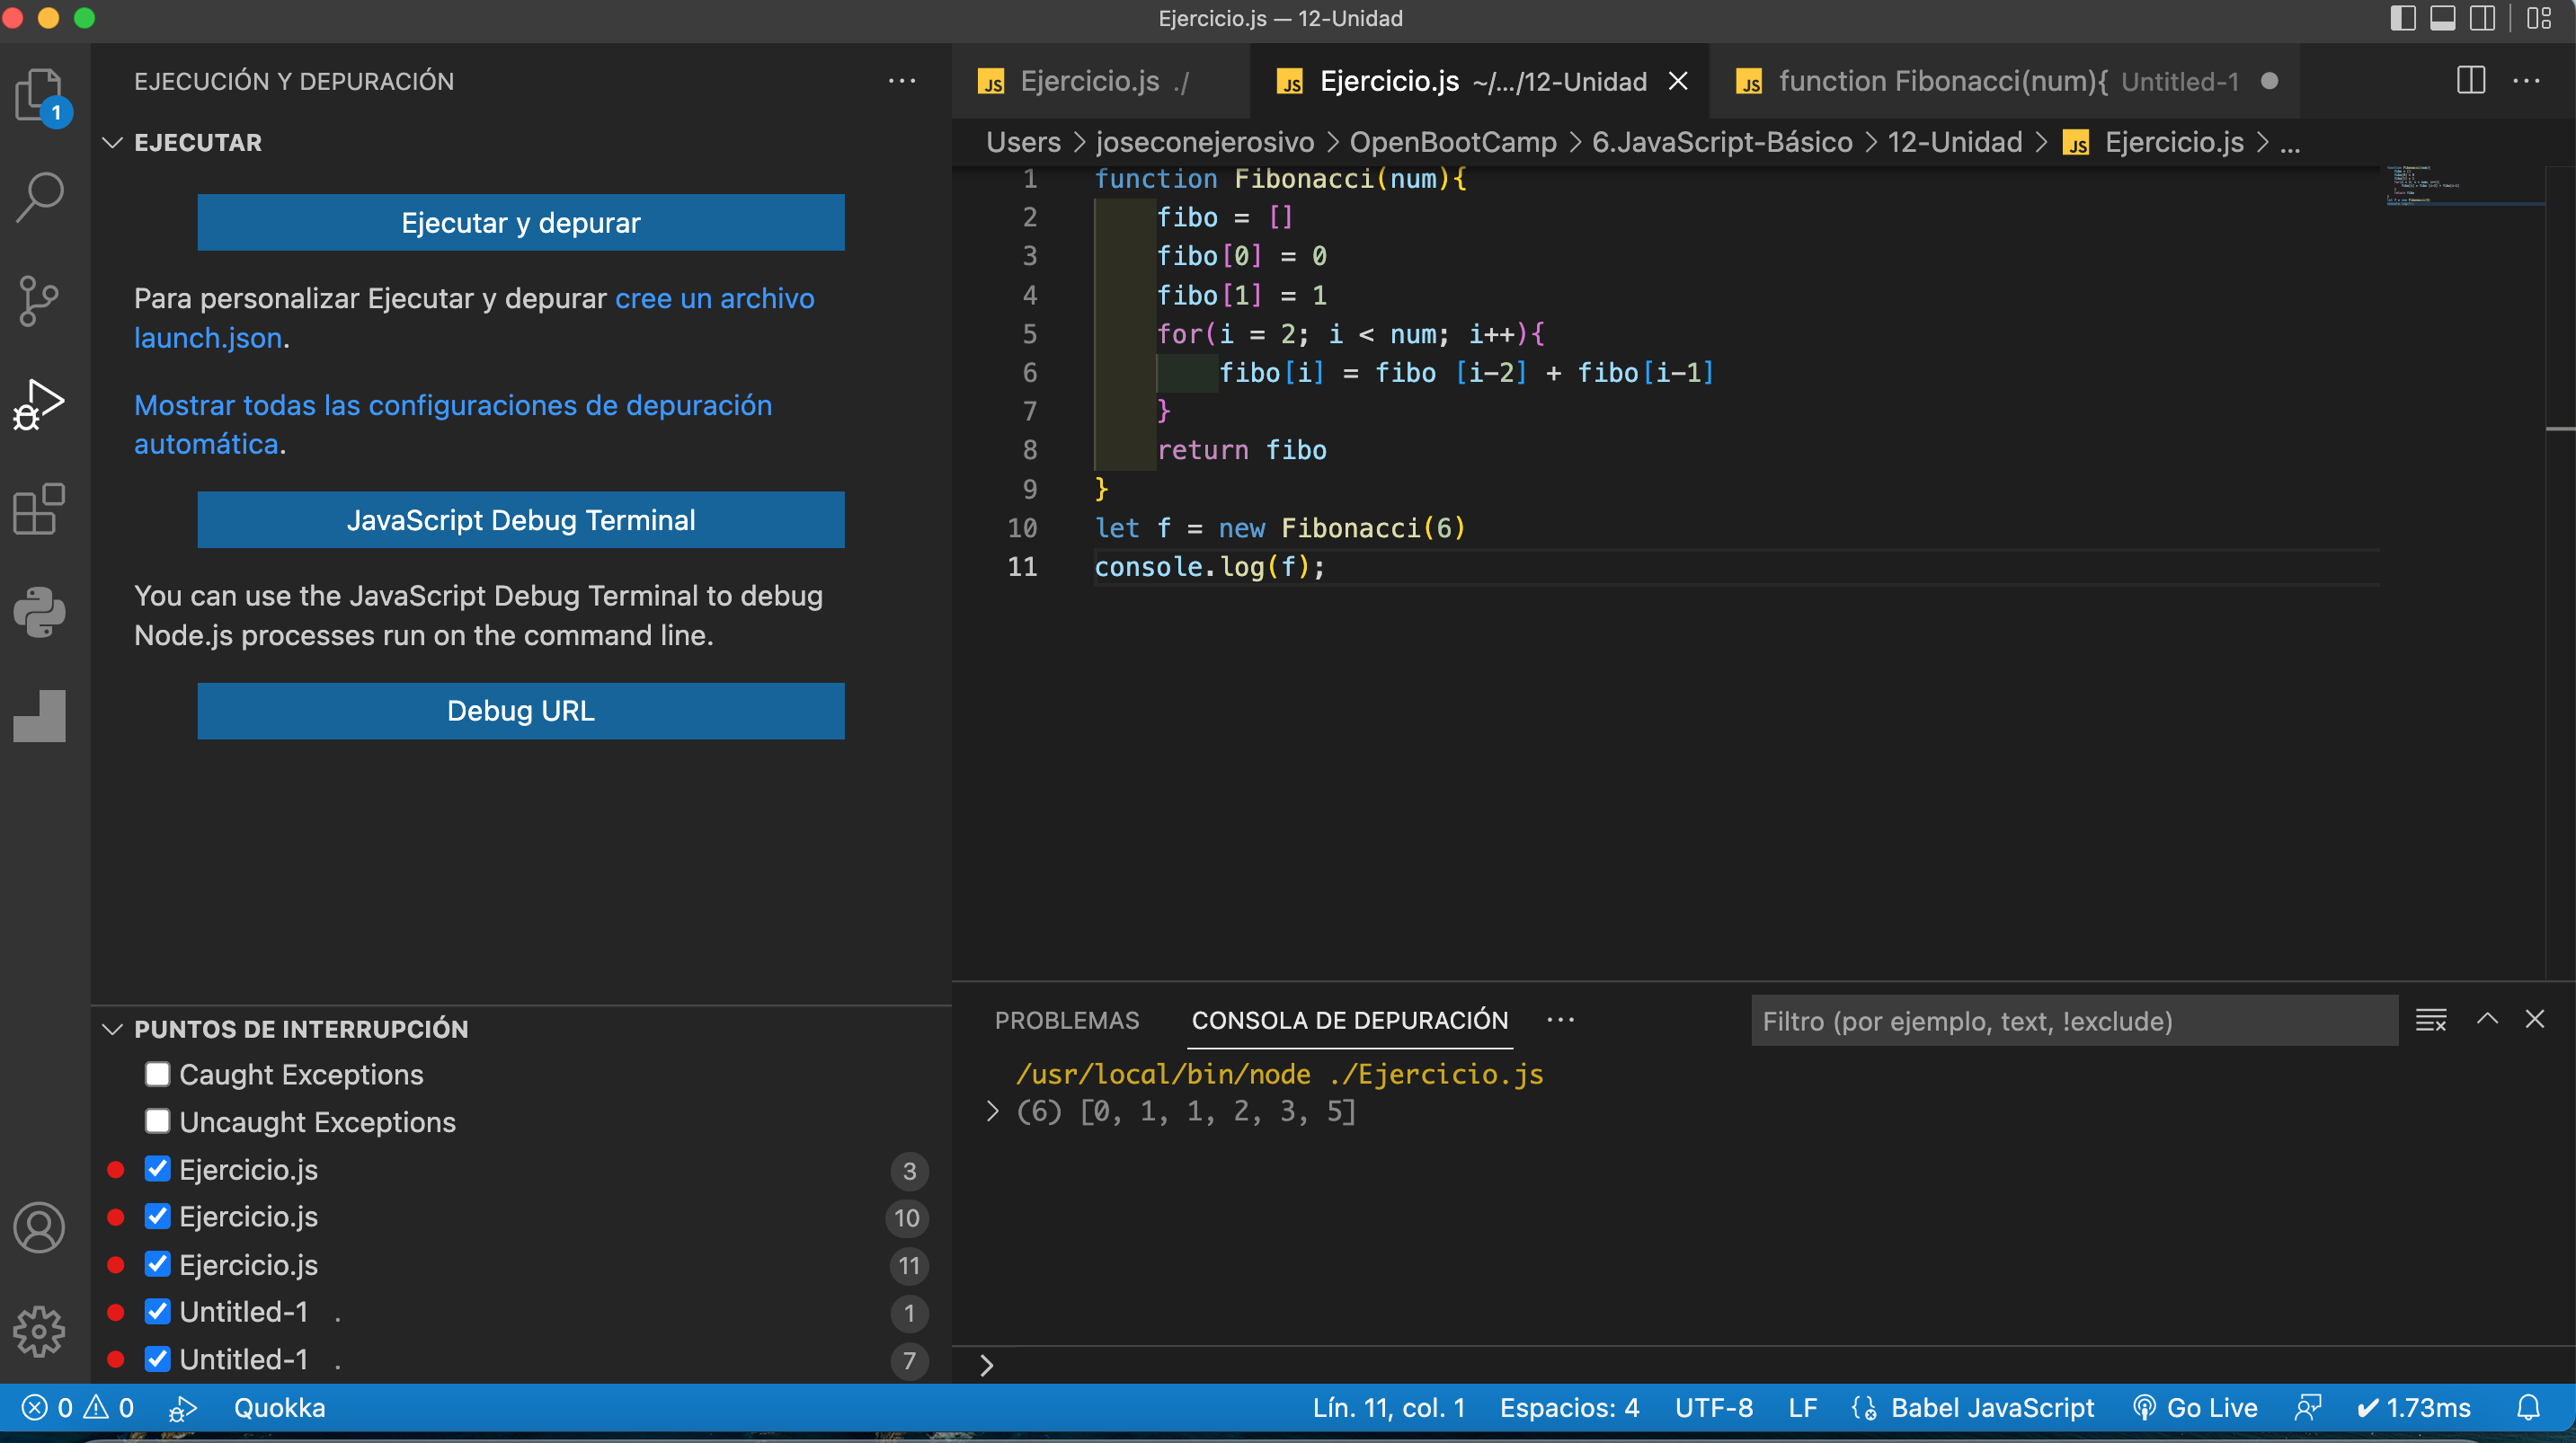 Ejercicio.js — 12-Unidad
EJECUCIÓN Y DEPURACIÓN
EJECUTAR
Ejecutar y depurar
Para personalizar Ejecutar y depurar cree un archivo
launch.json.
Mostrar todas las configuraciones de depuración
automática.
JavaScript Debug Terminal
You can use the JavaScript Debug Terminal to debug
Node.js processes run on the command line.
Debug URL
PUNTOS DE INTERRUPCIÓN
Caught Exceptions
Uncaught Exceptions
Ejercicio.js 3
Ejercicio.js 10
Ejercicio.js 11
Untitled-1 . 1
Untitled-1 . 7
1
JS Ejercicio.js ./
JS Ejercicio.js ~/.../12-Unidad
JS function Fibonacci(num){ Untitled-1
Users > joseconejerosivo > OpenBootCamp > 6.JavaScript-Básico > 12-Unidad > JS Ejercicio.js > ...
1 function Fibonacci(num){
2 fibo = []
3 fibo[0] = 0
4 fibo[1] = 1
5 for(i = 2; i < num; i++){
6 fibo[i] = fibo [i-2] + fibo[i-1]
7 }
8 return fibo
9 }
10 let f = new Fibonacci(6)
11 console.log(f);
PROBLEMAS CONSOLA DE DEPURACIÓN ...
Filtro (por ejemplo, text, !exclude)
/usr/local/bin/node ./Ejercicio.js
> (6) [0, 1, 1, 2, 3, 5]
>
0 0 Quokka Lín. 11, col. 1 Espacios: 4 UTF-8 LF Babel JavaScript Go Live ✔ 1.73ms